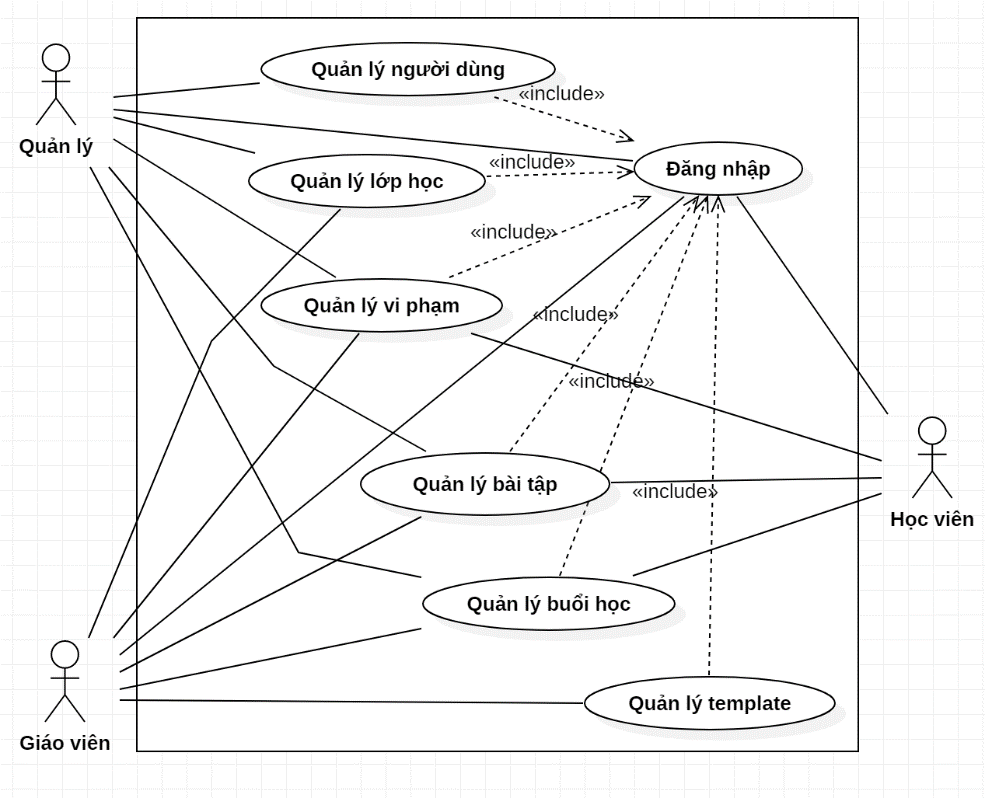 Quản lý người dùng
«include»
Quản lý
«include»
Đăng nhập
Quản lý lớp học
«include»
Quản lý vi phạm
«include»
«include»
Quản lý bài tập
«include»
Học viên
Quản lý buổi học
Quản lý template
Giáo viên